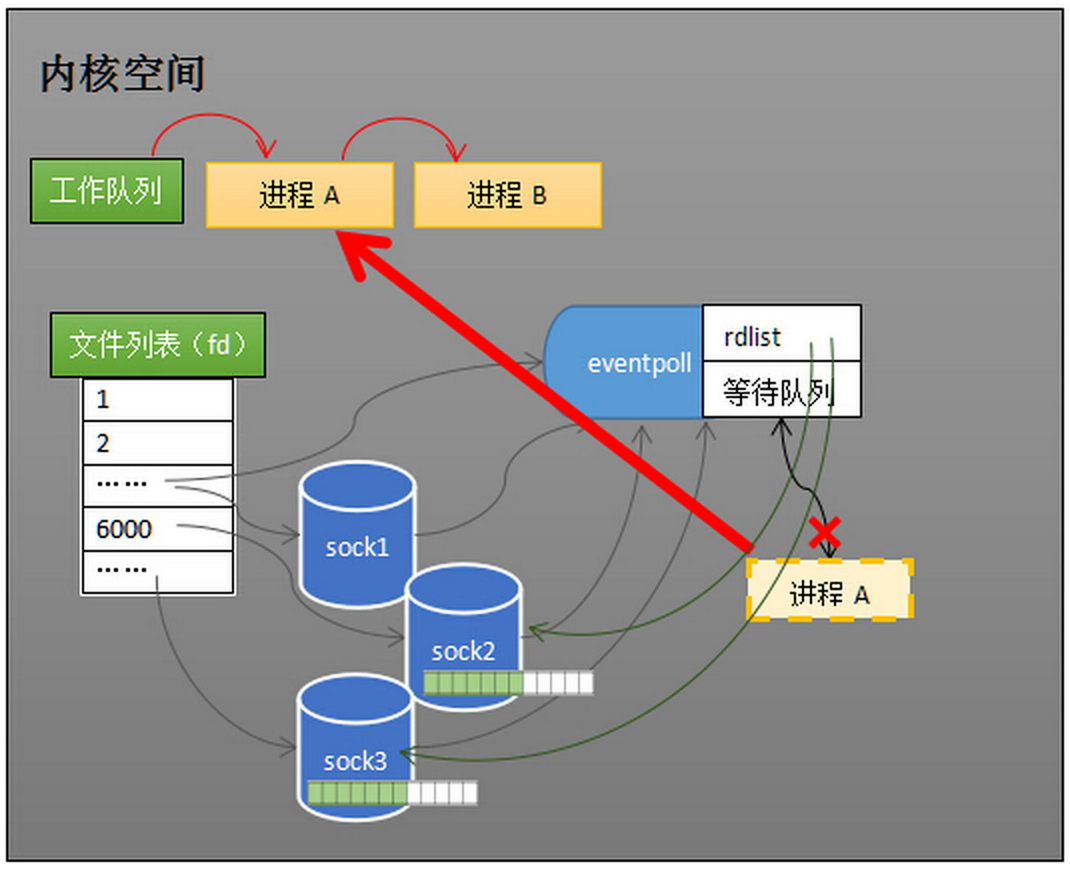 内核空间
工作队列
进程 A
进程 B
文件列表（fd）
1
2
……
6000
……
eventpoll
rdlist
等待队列
sock1
进程 A
sock2
sock3